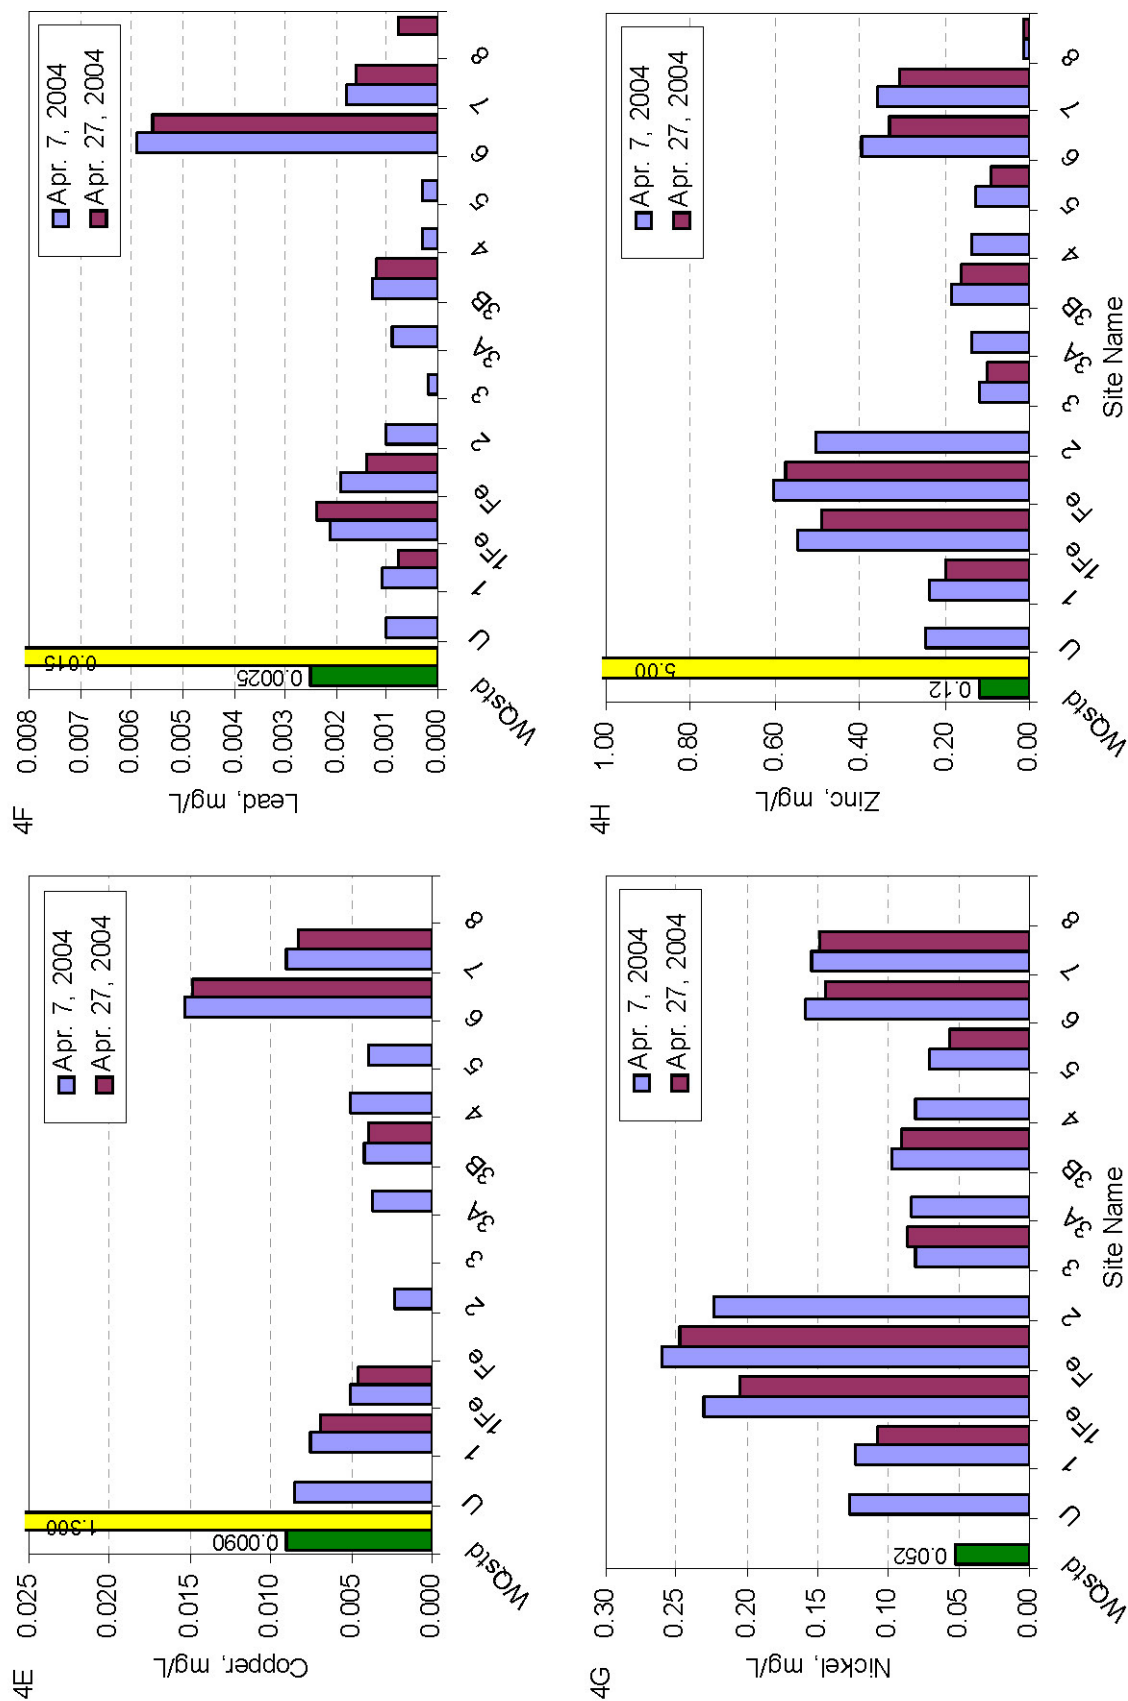 4E
Copper, mg/L
0.025
0.020
0.015
0.010
0.005
0.000
1.300
0.0090
Apr. 7, 2004
Apr. 27, 2004
WQstd U 1 1Fe Fe 2 3 3A 3B 4 5 6 7 8
4F
Lead, mg/L
0.008
0.007
0.006
0.005
0.004
0.003
0.002
0.001
0.000
0.015
0.0025
Apr. 7, 2004
Apr. 27, 2004
WQstd U 1 1Fe Fe 2 3 3A 3B 4 5 6 7 8
4G
Nickel, mg/L
0.30
0.25
0.20
0.15
0.10
0.05
0.00
0.052
Apr. 7, 2004
Apr. 27, 2004
WQstd U 1 1Fe Fe 2 3 3A 3B 4 5 6 7 8
Site Name
4H
Zinc, mg/L
1.00
0.80
0.60
0.40
0.20
0.00
5.00
0.12
Apr. 7, 2004
Apr. 27, 2004
WQstd U 1 1Fe Fe 2 3 3A 3B 4 5 6 7 8
Site Name